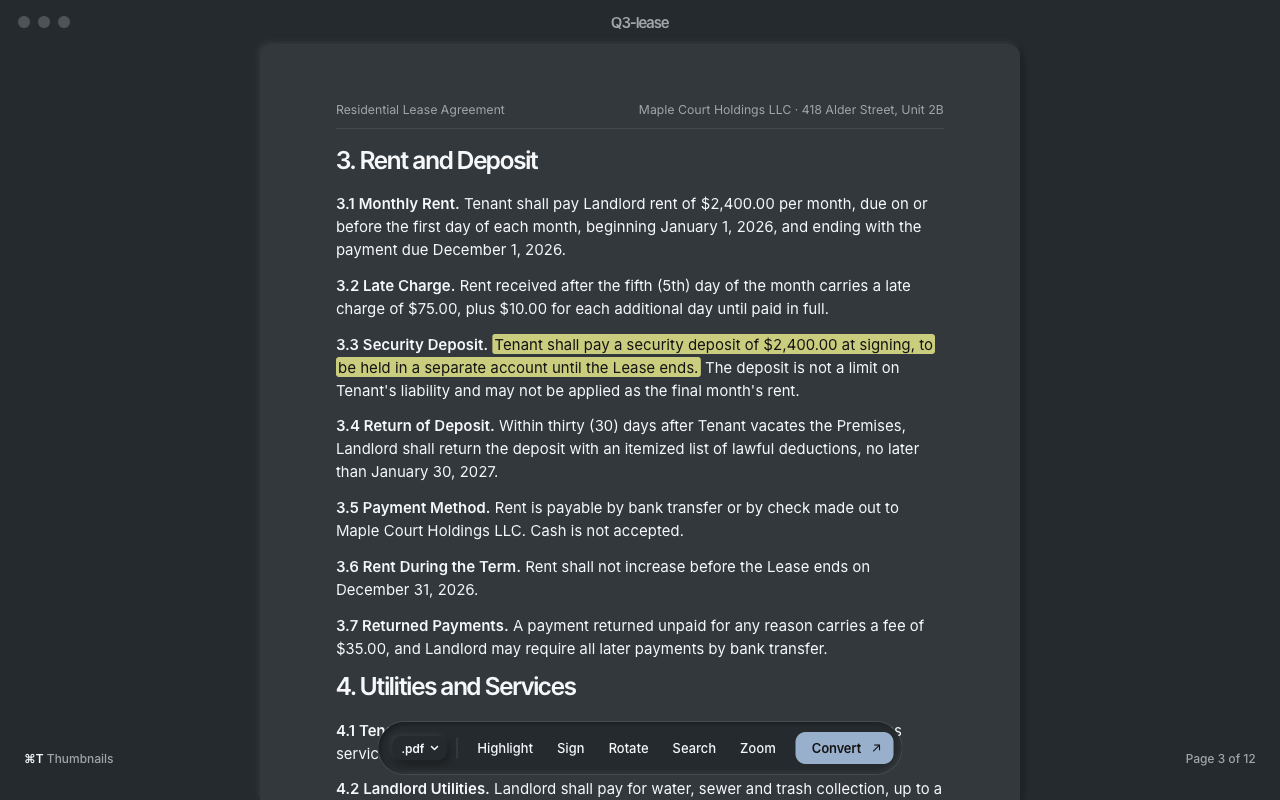 Q3-lease
Residential Lease Agreement
Maple Court Holdings LLC · 418 Alder Street, Unit 2B
3. Rent and Deposit
3.1 Monthly Rent. Tenant shall pay Landlord rent of $2,400.00 per month, due on or
before the first day of each month, beginning January 1, 2026, and ending with the
payment due December 1, 2026.
3.2 Late Charge. Rent received after the fifth (5th) day of the month carries a late
charge of $75.00, plus $10.00 for each additional day until paid in full.
3.3 Security Deposit. Tenant shall pay a security deposit of $2,400.00 at signing, to
be held in a separate account until the Lease ends. The deposit is not a limit on
Tenant's liability and may not be applied as the final month's rent.
3.4 Return of Deposit. Within thirty (30) days after Tenant vacates the Premises,
Landlord shall return the deposit with an itemized list of lawful deductions, no later
than January 30, 2027.
3.5 Payment Method. Rent is payable by bank transfer or by check made out to
Maple Court Holdings LLC. Cash is not accepted.
3.6 Rent During the Term. Rent shall not increase before the Lease ends on
December 31, 2026.
3.7 Returned Payments. A payment returned unpaid for any reason carries a fee of
$35.00, and Landlord may require all later payments by bank transfer.
4. Utilities and Services
4.1
.pdf
Highlight
Sign
Rotate
Search
Zoom
Convert ↗
⌘T Thumbnails
Page 3 of 12
4.2 Landlord Utilities. Landlord shall pay for water, sewer and trash collection, up to a